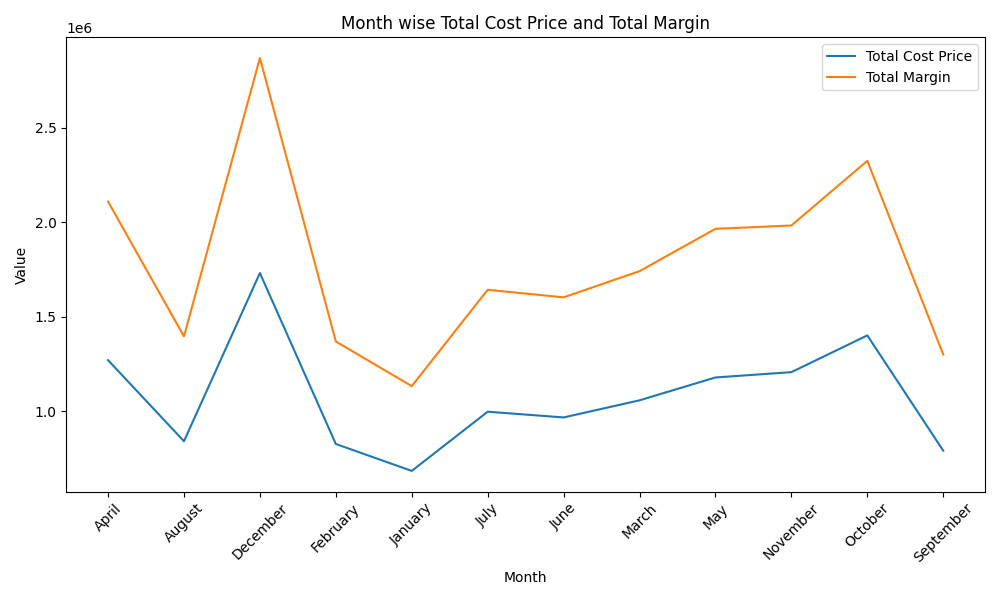 Month wise Total Cost Price and Total Margin
1e6
Total Cost Price
Total Margin
2.5
2.0
1.5
1.0
Value
April
August
December
February
January
July
June
March
May
November
October
September
Month